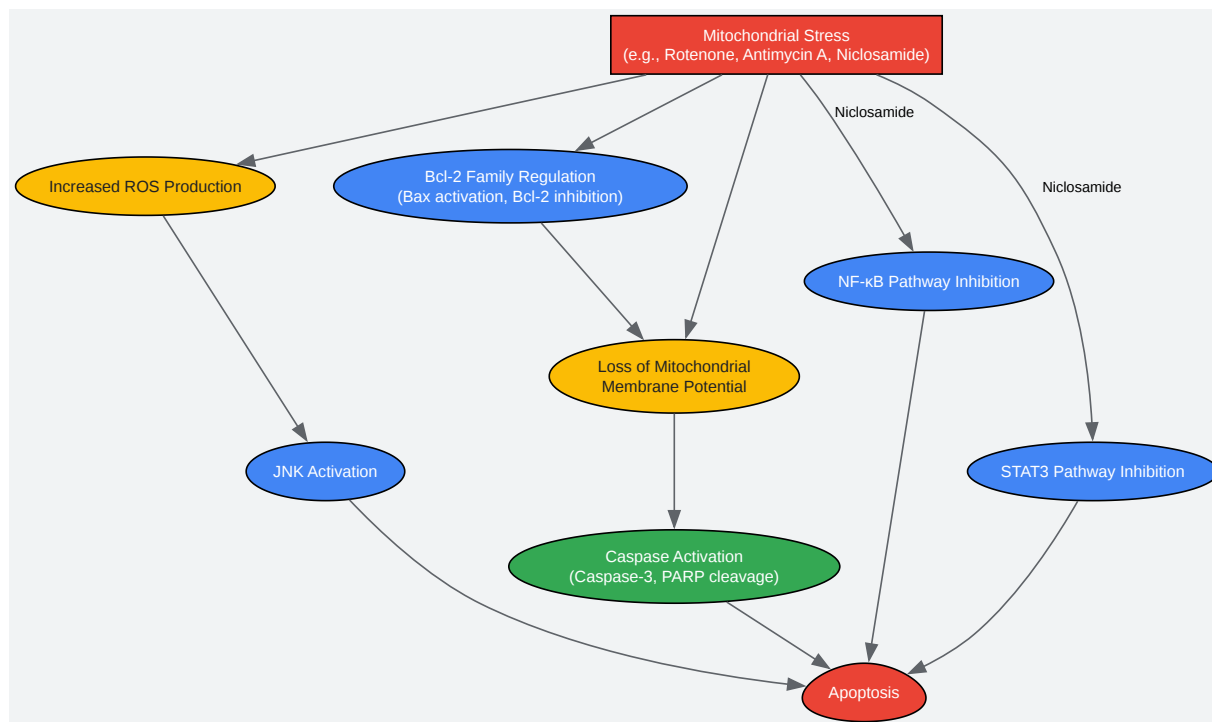 Mitochondrial Stress
(e.g., Rotenone, Antimycin A, Niclosamide)
Niclosamide
Increased ROS Production
Bcl-2 Family Regulation
(Bax activation, Bcl-2 inhibition)
Niclosamide
NF-κB Pathway Inhibition
Loss of Mitochondrial
Membrane Potential
JNK Activation
STAT3 Pathway Inhibition
Caspase Activation
(Caspase-3, PARP cleavage)
Apoptosis